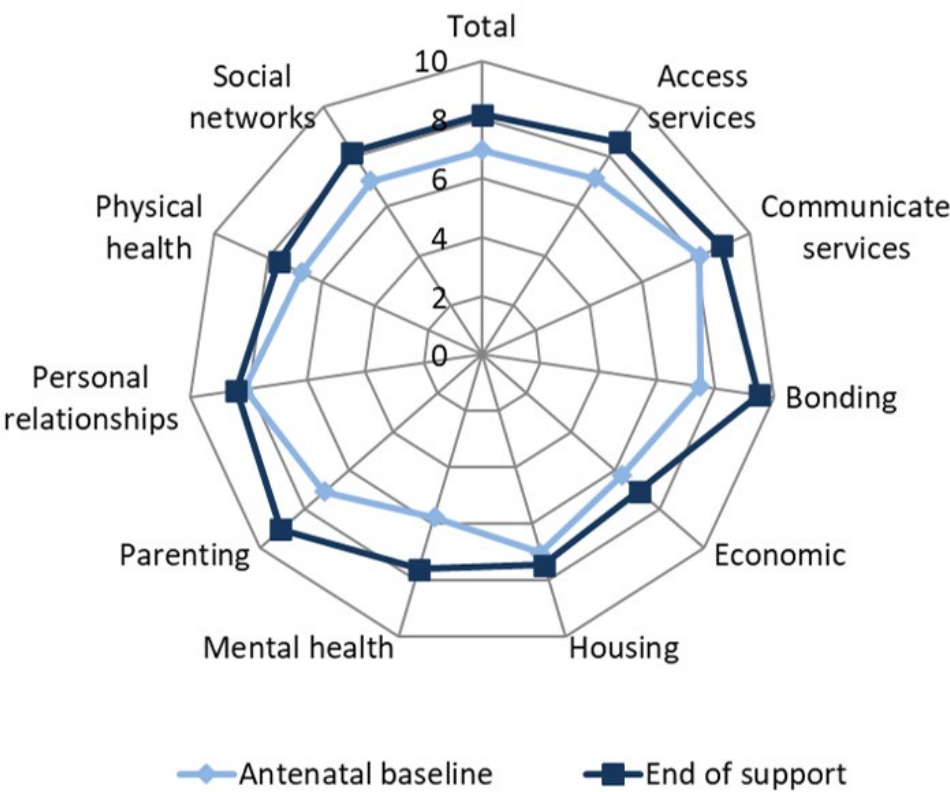 Total
10
8
6
4
2
0
Access
services
Communicate
services
Bonding
Economic
Housing
Mental health
Parenting
Personal
relationships
Physical
health
Social
networks
Antenatal baseline
End of support